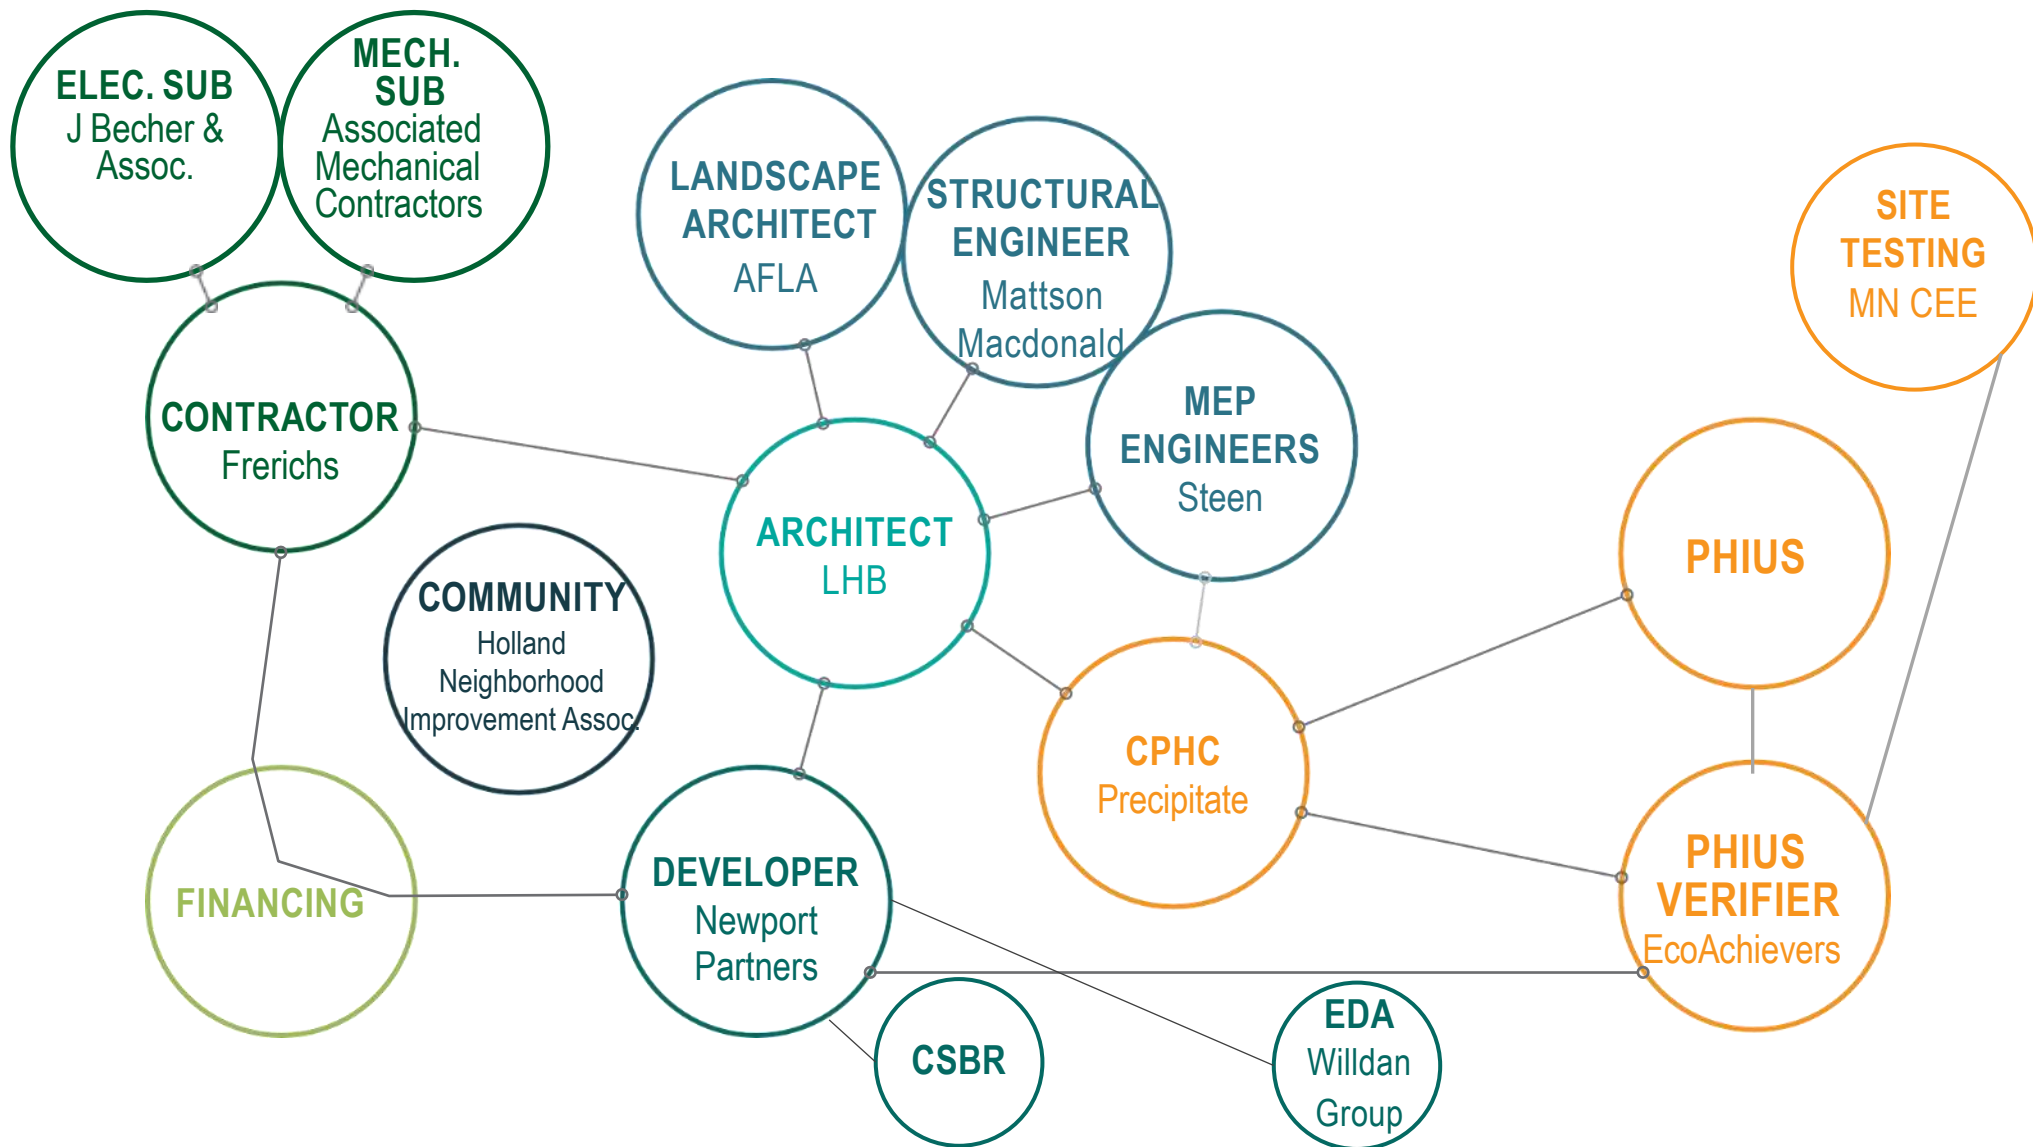 ELEC. SUB
J Becher &
Assoc.
MECH.
SUB
Associated
Mechanical
Contractors
LANDSCAPE
ARCHITECT
AFLA
STRUCTURAL
ENGINEER
Mattson
Macdonald
SITE
TESTING
MN CEE
CONTRACTOR
Frerichs
MEP
ENGINEERS
Steen
ARCHITECT
LHB
PHIUS
COMMUNITY
Holland
Neighborhood
Improvement Assoc.
CPHC
Precipitate
FINANCING
DEVELOPER
Newport
Partners
PHIUS
VERIFIER
EcoAchievers
CSBR
EDA
Willdan
Group